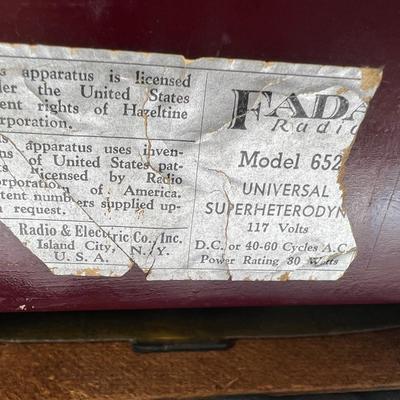 s apparatus is licensed
der the United States
ent rights of Hazeltine
orporation.
s apparatus uses inven-
ns of United States pat-
ts licensed by Radio
orporation of America.
tent numbers supplied up-
n request.
Radio & Electric Co., Inc.
Island City, N. Y.
U. S. A.
FADA
Radio
Model 652
UNIVERSAL
SUPERHETERODYN
117 Volts
D.C. or 40-60 Cycles A.C.
Power Rating 30 Watts